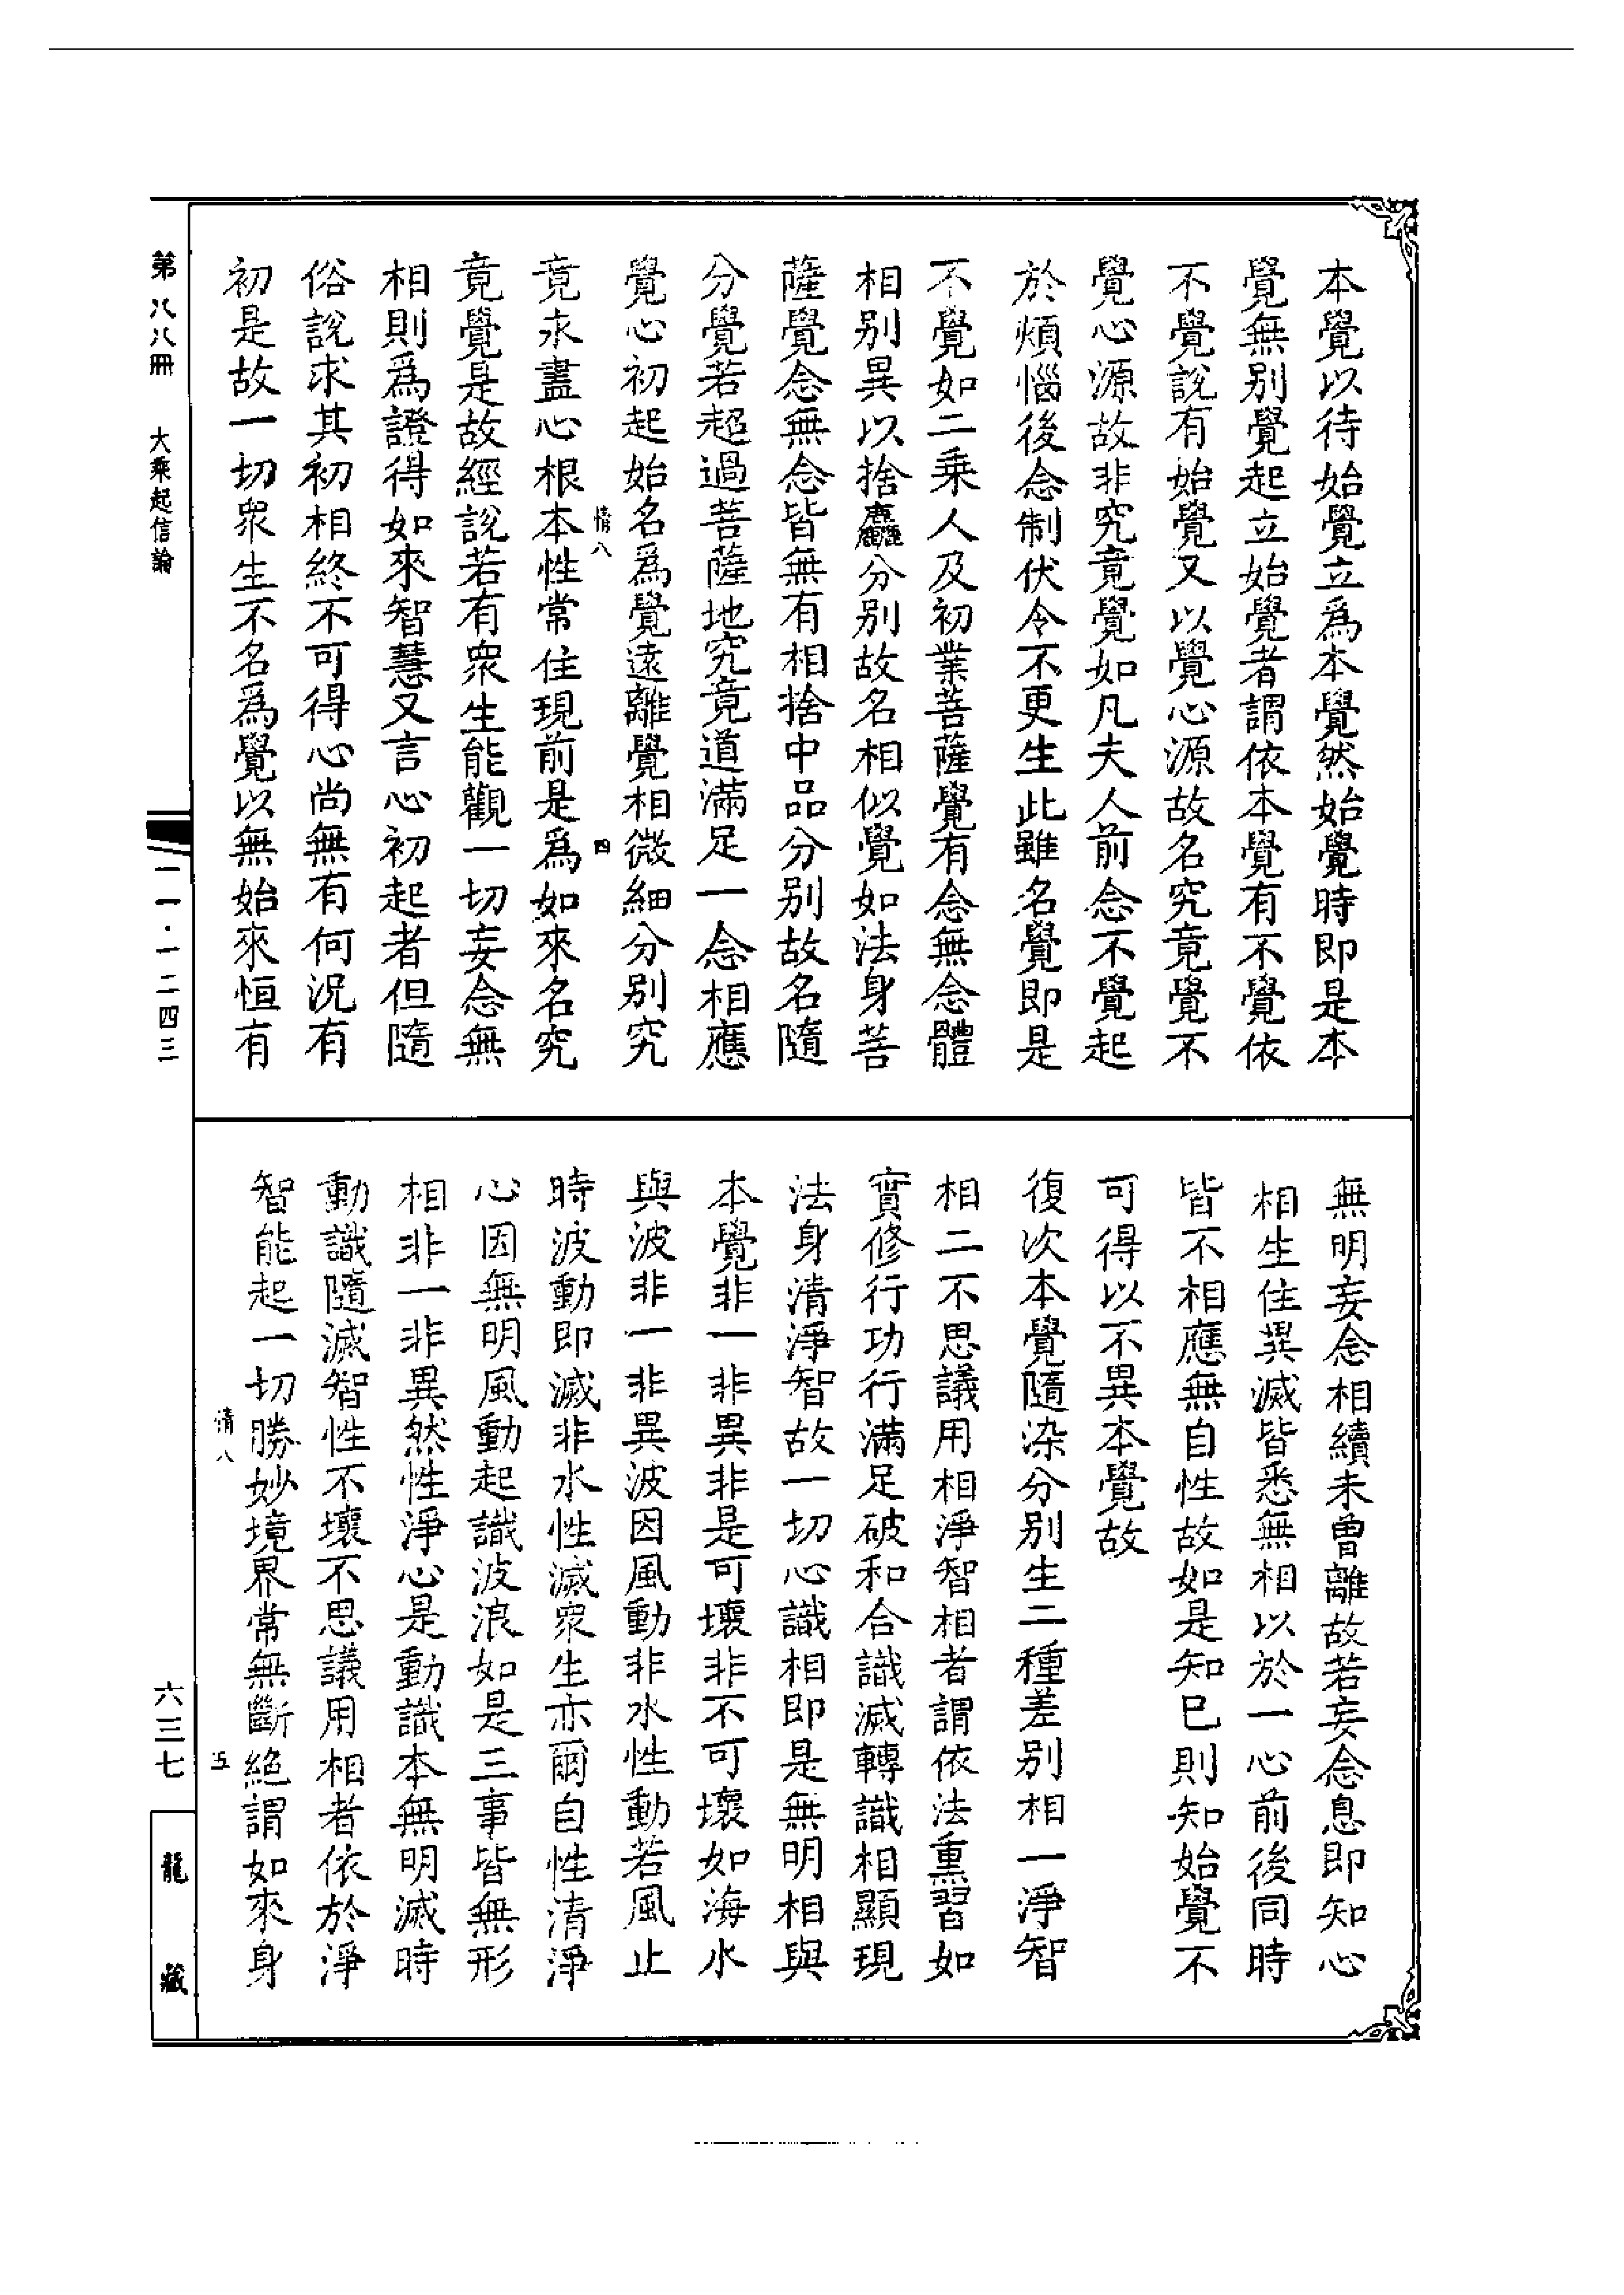 本覺以待始覺立爲本覺然始覺時即是本
覺無别覺起立始覺者謂依本覺有不覺依
不覺說有始覺又以覺心源故名究竟覺不
覺心源故非究竟覺如凡夫人前念不覺起
於煩惱後念制伏令不更生此雖名覺即是
不覺如二乘人及初業菩薩覺有念無念體
相别異以捨麤分别故名相似覺如法身菩
薩覺念無念皆無有相捨中品分别故名隨
分覺若超過菩薩地究竟道滿足一念相應
覺心初起始名爲覺遠離覺相微細分别究
情八
四
竟永盡心根本性常住現前是爲如來名究
竟覺是故經說若有衆生能觀一切妄念無
相則爲證得如來智慧又言心初起者但隨
俗說求其初相終不可得心尚無有何況有
初是故一切衆生不名爲覺以無始來恒有
無明妄念相續未曾離故若妄念息即知心
相生住異滅皆悉無相以於一心前後同時
皆不相應無自性故如是知已則知始覺不
可得以不異本覺故
復次本覺隨染分别生二種差别相一淨智
相二不思議用相淨智相者謂依法熏習如
實修行功行滿足破和合識滅轉識相顯現
法身清淨智故一切心識相即是無明相與
本覺非一非異非是可壞非不可壞如海水
與波非一非異波因風動非水性動若風止
時波動即滅非水性滅衆生亦爾自性清淨
心因無明風動起識波浪如是三事皆無形
相非一非異然性淨心是動識本無明滅時
動識隨滅智性不壞不思議用相者依於淨
智能起一切勝妙境界常無斷絕謂如來身
情八
五
第八八冊
大乘起信論
一一·一二四三
六三七
龍藏